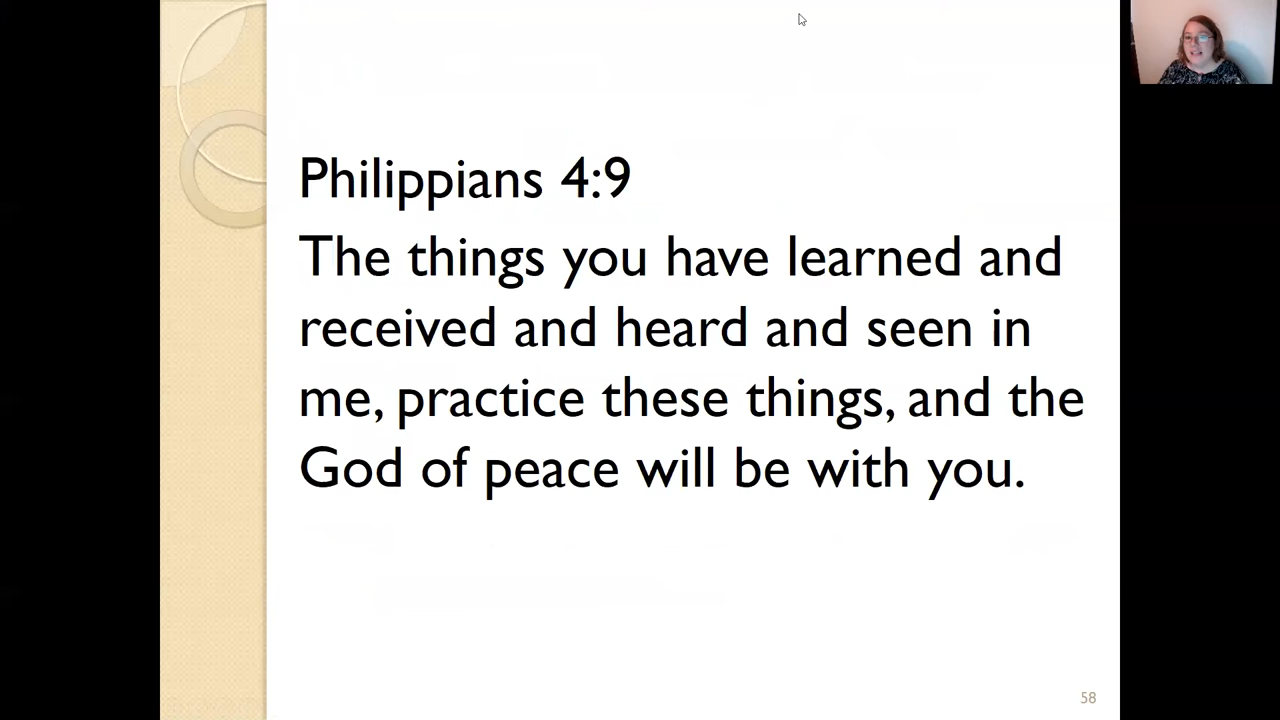 Philippians 4:9
The things you have learned and
received and heard and seen in
me, practice these things, and the
God of peace will be with you.
58